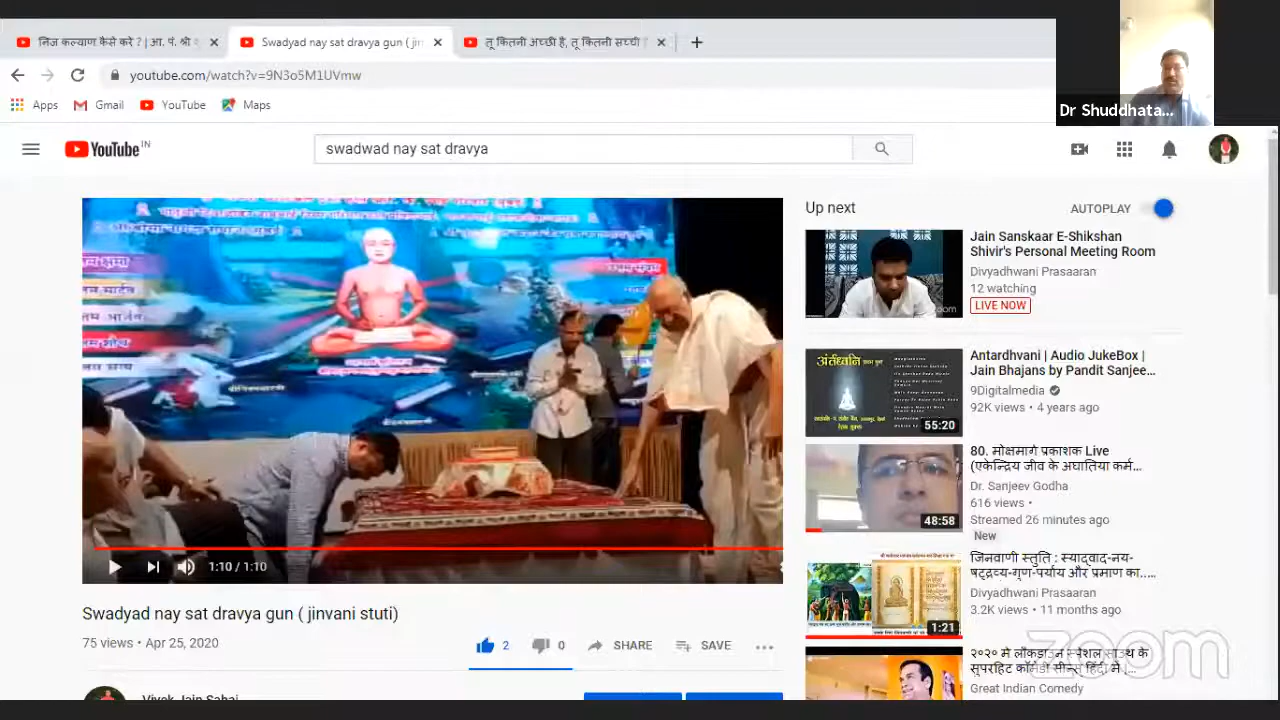 निज कल्याण कैसे करें ? | आ. पं. श्री
Swadyad nay sat dravya gun ( jin
तू कितनी अच्छी है, तू कितनी सच्ची
youtube.com/watch?v=9N3o5M1UVmw
Apps
Gmail
YouTube
Maps
Dr Shuddhata...
YouTube IN
swadwad nay sat dravya
Up next
AUTOPLAY
Jain Sanskaar E-Shikshan
Shivir's Personal Meeting Room
Divyadhwani Prasaaran
12 watching
LIVE NOW
zoom
अंर्तध्वनि
Antardhvani | Audio JukeBox |
Jain Bhajans by Pandit Sanjee...
9Digitalmedia
92K views • 4 years ago
55:20
80. मोक्षमार्ग प्रकाशक Live
(एकेन्द्रिय जीव के अघातिया कर्म...
Dr. Sanjeev Godha
616 views •
Streamed 26 minutes ago
New
48:58
जिनवाणी स्तुति : स्याद्वाद-नय-
षट्द्रव्य-गुण-पर्याय और प्रमाण का.....
Divyadhwani Prasaaran
3.2K views • 11 months ago
1:21
२०२० मे लॉकडाउन स्पेशल साउथ के
सुपरहिट कॉमेडी सीन्स हिंदी में |...
Great Indian Comedy
1:10 / 1:10
Swadyad nay sat dravya gun ( jinvani stuti)
75 views • Apr 25, 2020
2
0
SHARE
SAVE
Vivek Jain Sahaj
zoom